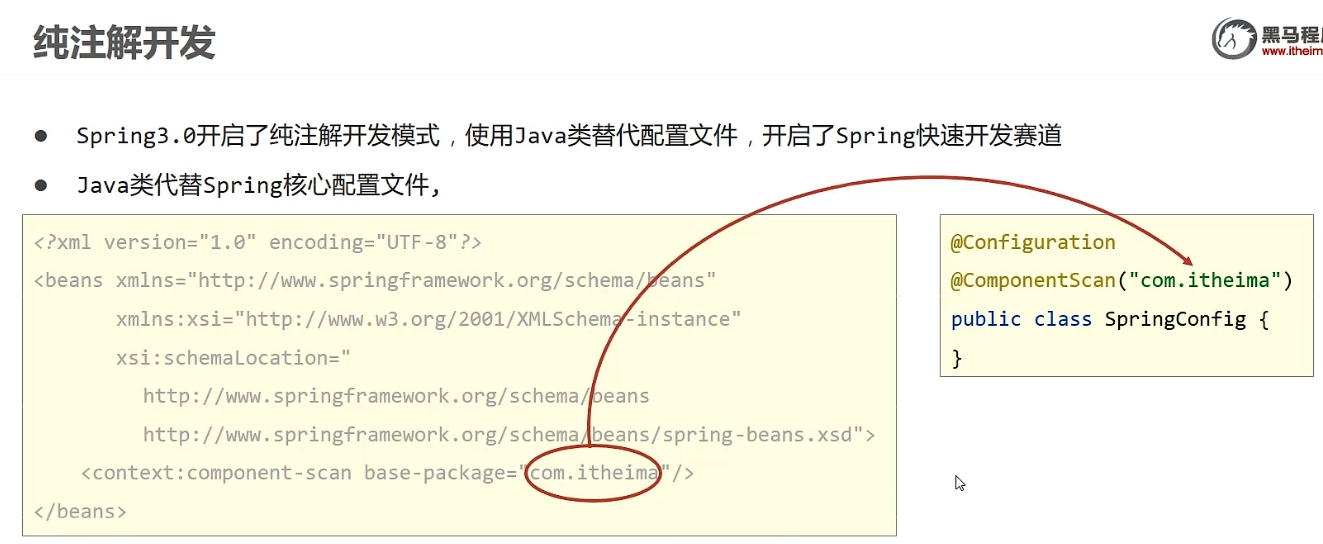 纯注解开发
黑马程
www.itheim
Spring3.0开启了纯注解开发模式，使用Java类替代配置文件，开启了Spring快速开发赛道
Java类代替Spring核心配置文件,
<?xml version="1.0" encoding="UTF-8"?>
<beans xmlns="http://www.springframework.org/schema/beans"
xmlns:xsi="http://www.w3.org/2001/XMLSchema-instance"
xsi:schemaLocation="
http://www.springframework.org/schema/beans
http://www.springframework.org/schema/beans/spring-beans.xsd">
<context:component-scan base-package="com.itheima"/>
</beans>
@Configuration
@ComponentScan("com.itheima")
public class SpringConfig {
}